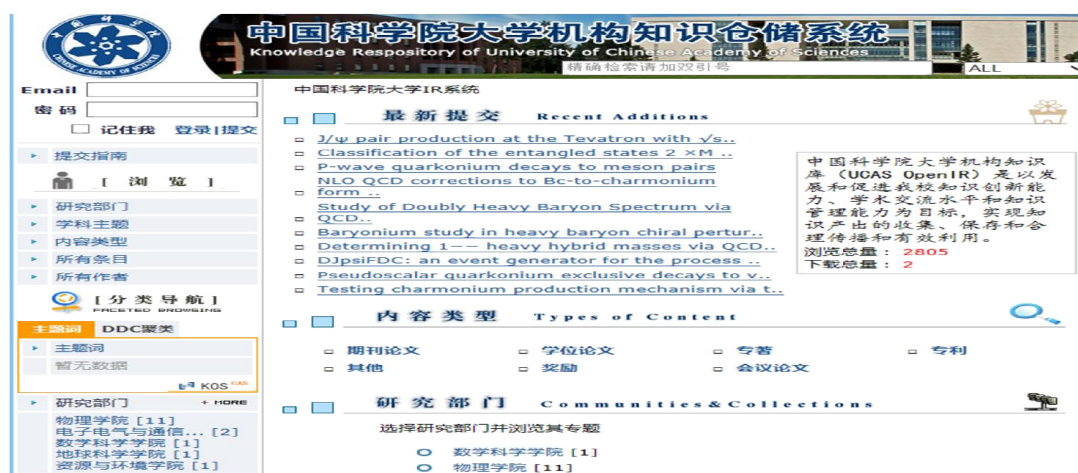 中国科学院大学机构知识仓储系统
Knowledge Respository of University of Chinese Academy of Sciences
精确检索请加双引号
ALL
CHINESE ACADEMY OF SCIENCES
Email
密码
记住我 登录|提交
提交指南
[ 浏 览 ]
研究部门
学科主题
内容类型
所有条目
所有作者
[分类导航]
FACETED BROWSING
主题词 DDC聚类
主题词
暂无数据
KOS CAS
研究部门 + MORE
物理学院 [11]
电子电气与通信... [2]
数学科学学院 [1]
地球科学学院 [1]
资源与环境学院 [1]
中国科学院大学IR系统
最新提交 Recent Additions
J/ψ pair production at the Tevatron with √s..
Classification of the entangled states 2 ×M ..
P-wave quarkonium decays to meson pairs
NLO QCD corrections to Bc-to-charmonium
form ..
Study of Doubly Heavy Baryon Spectrum via
QCD..
Baryonium study in heavy baryon chiral pertur..
Determining 1−− heavy hybrid masses via QCD..
DJpsiFDC: an event generator for the process ..
Pseudoscalar quarkonium exclusive decays to v..
Testing charmonium production mechanism via t..
中国科学院大学机构知识
库（UCAS OpenIR）是以发
展和促进我校知识创新能
力、学术交流水平和知识
管理能力为目标，实现知
识产出的收集、保存和合
理传播和有效利用。
浏览总量： 2805
下载总量： 2
内容类型 Types of Content
期刊论文 学位论文 专著 专利
其他 奖励 会议论文
研究部门 Communities&Collections
选择研究部门并浏览其专题
数学科学学院 [1]
物理学院 [11]